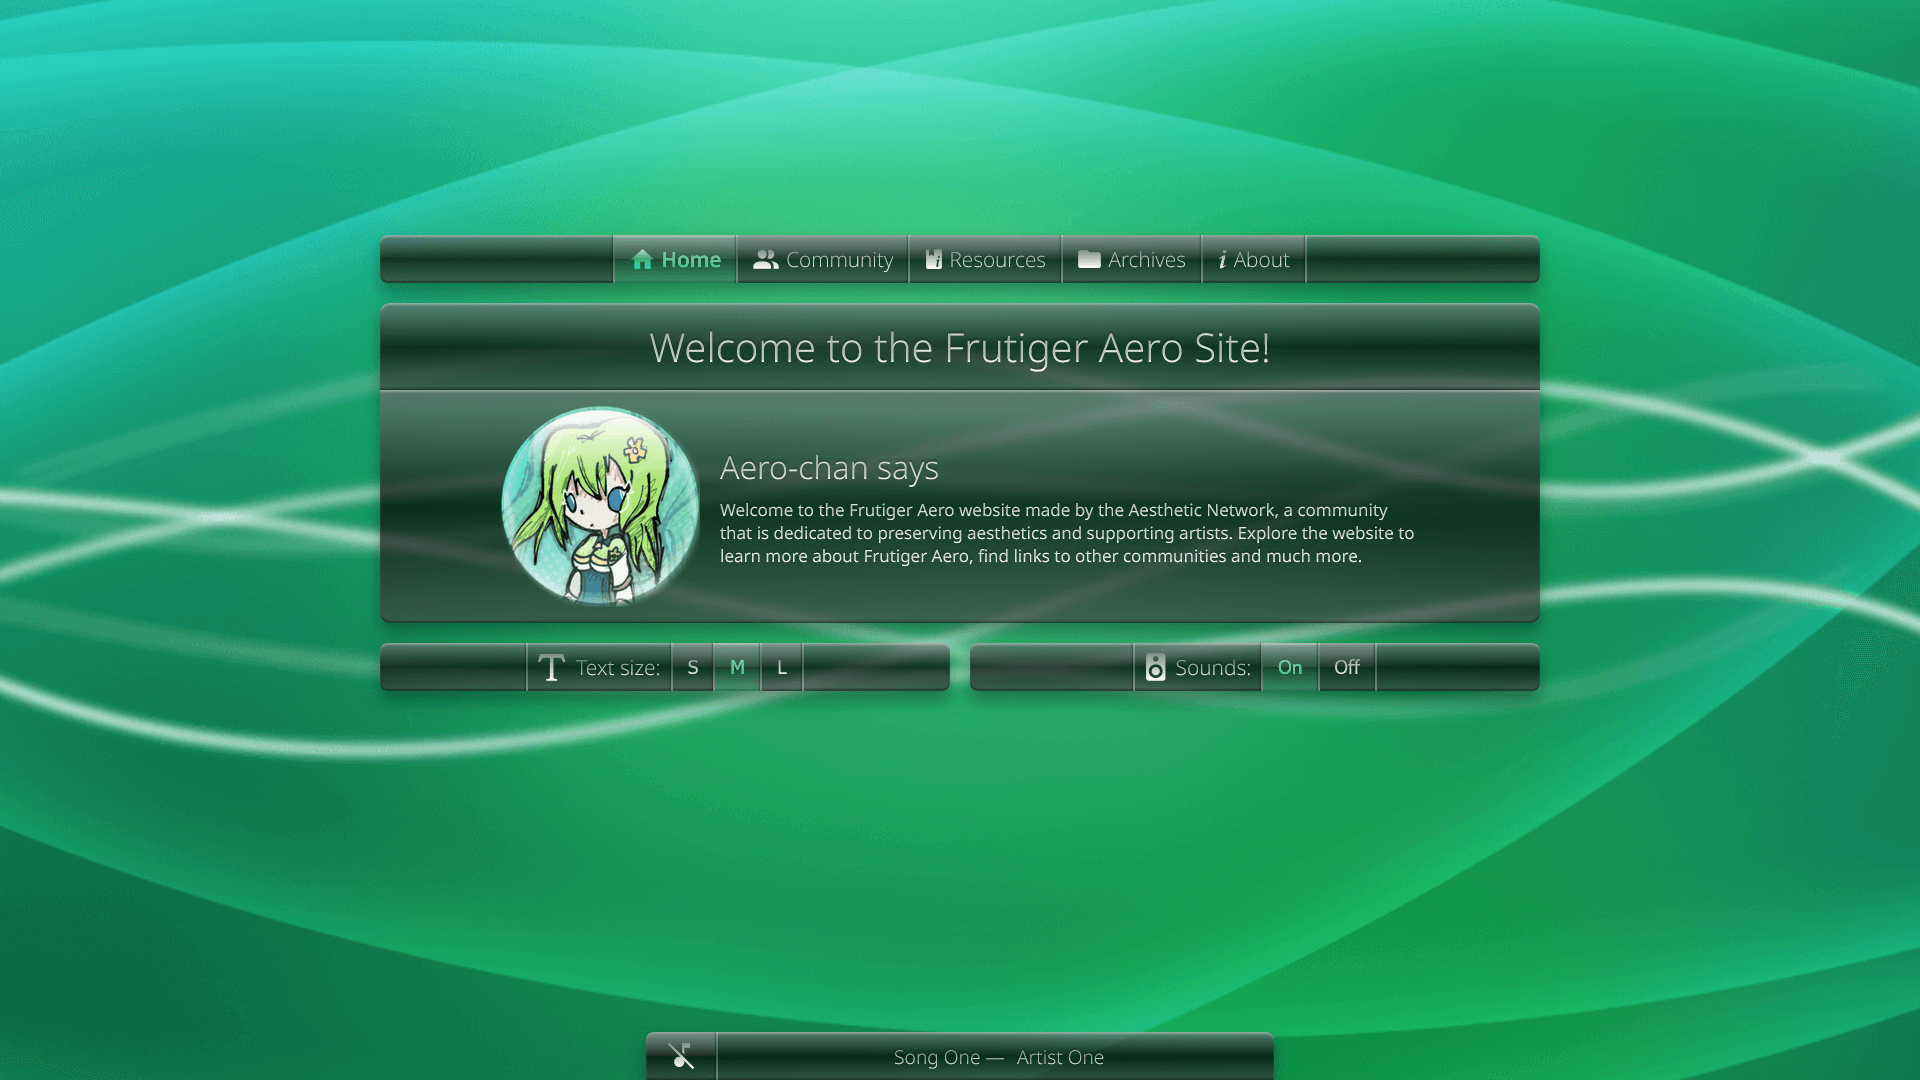 Home Community Resources Archives About
Welcome to the Frutiger Aero Site!
Aero-chan says
Welcome to the Frutiger Aero website made by the Aesthetic Network, a community
that is dedicated to preserving aesthetics and supporting artists. Explore the website to
learn more about Frutiger Aero, find links to other communities and much more.
Text size: S M L
Sounds: On Off
Song One — Artist One